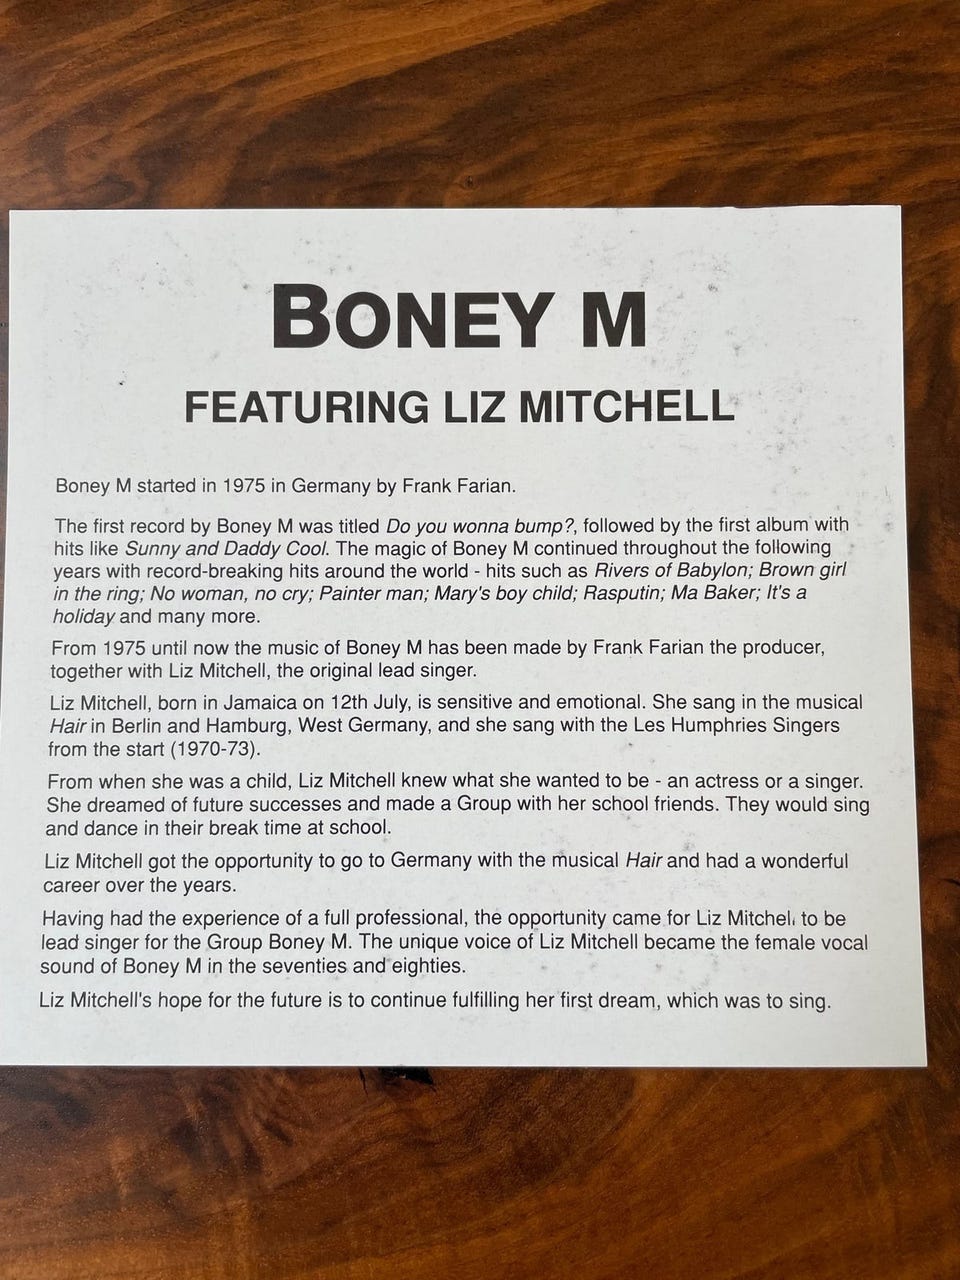 BONEY M
FEATURING LIZ MITCHELL
Boney M started in 1975 in Germany by Frank Farian.
The first record by Boney M was titled Do you wonna bump?, followed by the first album with
hits like Sunny and Daddy Cool. The magic of Boney M continued throughout the following
years with record-breaking hits around the world - hits such as Rivers of Babylon; Brown girl
in the ring; No woman, no cry; Painter man; Mary's boy child; Rasputin; Ma Baker; It's a
holiday and many more.
From 1975 until now the music of Boney M has been made by Frank Farian the producer,
together with Liz Mitchell, the original lead singer.
Liz Mitchell, born in Jamaica on 12th July, is sensitive and emotional. She sang in the musical
Hair in Berlin and Hamburg, West Germany, and she sang with the Les Humphries Singers
from the start (1970-73).
From when she was a child, Liz Mitchell knew what she wanted to be - an actress or a singer.
She dreamed of future successes and made a Group with her school friends. They would sing
and dance in their break time at school.
Liz Mitchell got the opportunity to go to Germany with the musical Hair and had a wonderful
career over the years.
Having had the experience of a full professional, the opportunity came for Liz Mitchell to be
lead singer for the Group Boney M. The unique voice of Liz Mitchell became the female vocal
sound of Boney M in the seventies and eighties.
Liz Mitchell's hope for the future is to continue fulfilling her first dream, which was to sing.